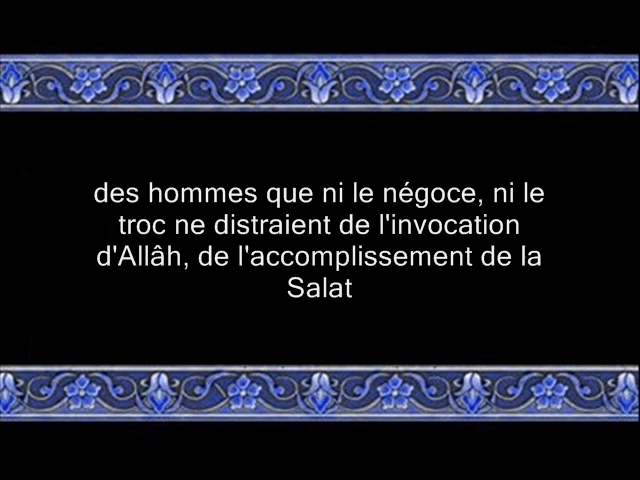 des hommes que ni le négoce, ni le
troc ne distraient de l'invocation
d'Allâh, de l'accomplissement de la
Salat